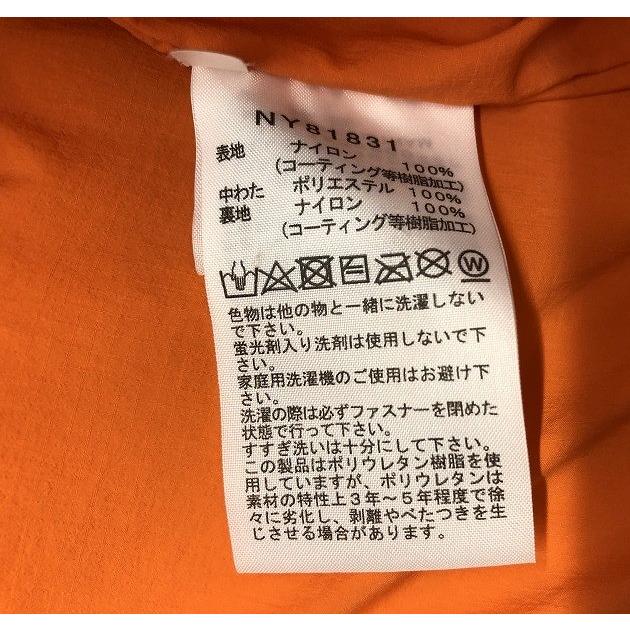 NY81831
表地 ナイロン 100%
(コーティング等樹脂加工)
中わた ポリエステル 100%
裏地 ナイロン 100%
(コーティング等樹脂加工)
W
色物は他の物と一緒に洗濯しない
で下さい。
蛍光剤入り洗剤は使用しないで下
さい。
家庭用洗濯機のご使用はお避け下
さい。
洗濯の際は必ずファスナーを閉めた
状態で行って下さい。
すすぎ洗いは十分にして下さい。
この製品はポリウレタン樹脂を使
用していますが、ポリウレタンは
素材の特性上3年～5年程度で徐
々に劣化し、剥離やべたつきを生
じさせる場合があります。